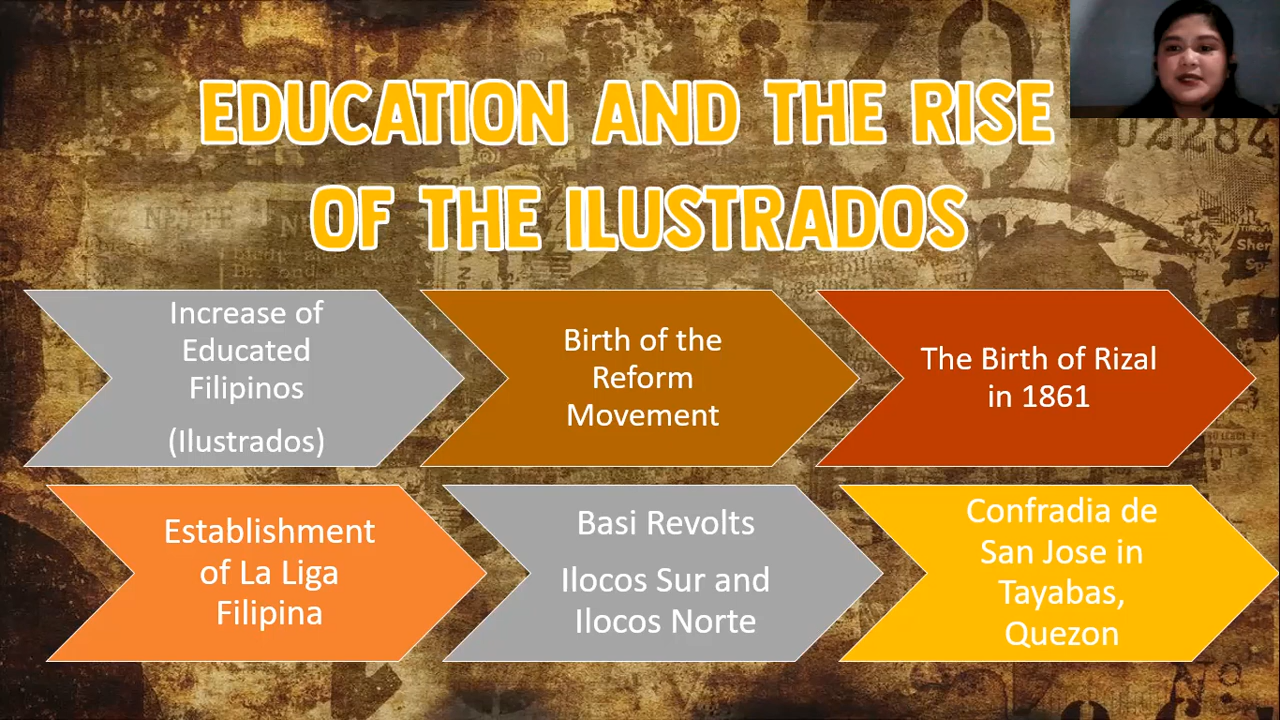 EDUCATION AND THE RISE
OF THE ILUSTRADOS
Increase of
Educated
Filipinos
(Ilustrados)
Birth of the
Reform
Movement
The Birth of Rizal
in 1861
Establishment
of La Liga
Filipina
Basi Revolts
Ilocos Sur and
Ilocos Norte
Confradia de
San Jose in
Tayabas,
Quezon
70
02284